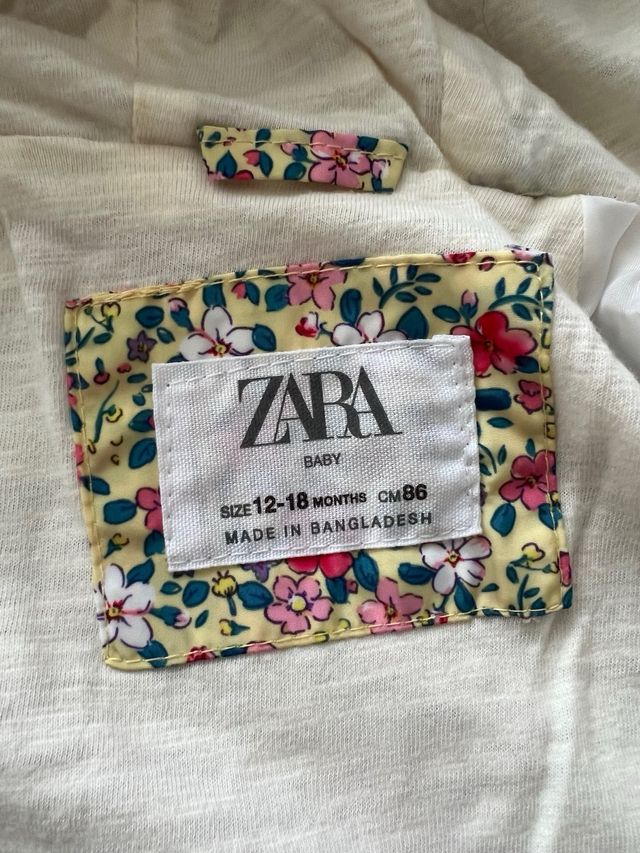 ZARA
BABY
SIZE 12-18 MONTHS CM 86
MADE IN BANGLADESH